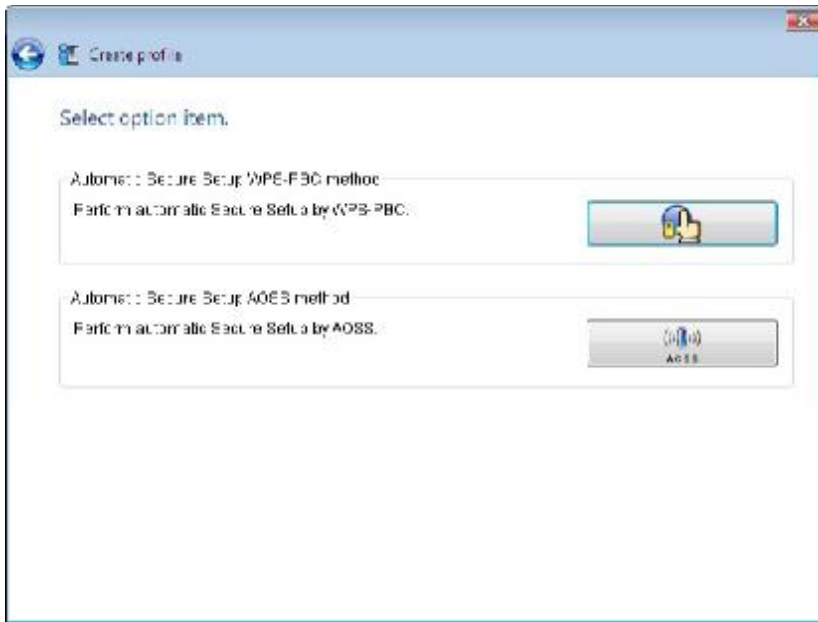 Create profile
Select option item.
Automatic Secure Setup WPS-PBC method
Perform automatic Secure Setup by WPS-PBC.
Automatic Secure Setup AOSS method
Perform automatic Secure Setup by AOSS.
AOSS